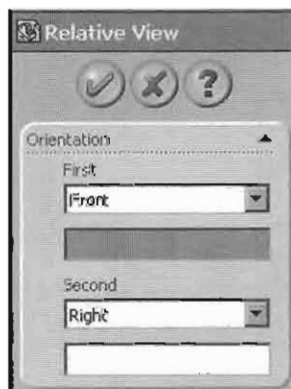 Relative View
?
Orientation
First
Front
Second
Right